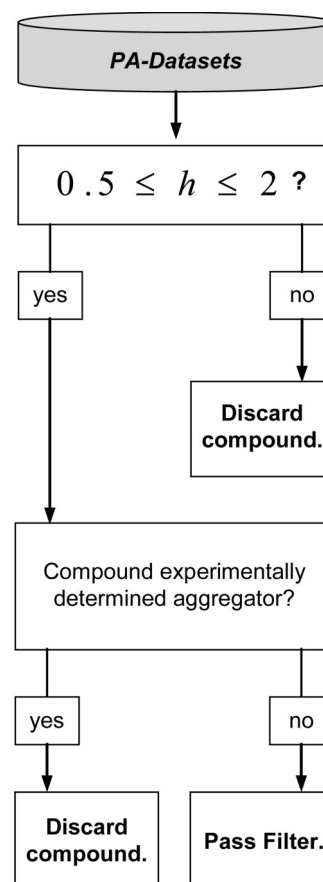 PA-Datasets
0.5 ≤ h ≤ 2 ?
yes
no
Discard
compound.
Compound experimentally
determined aggregator?
yes
no
Discard
compound.
Pass Filter.